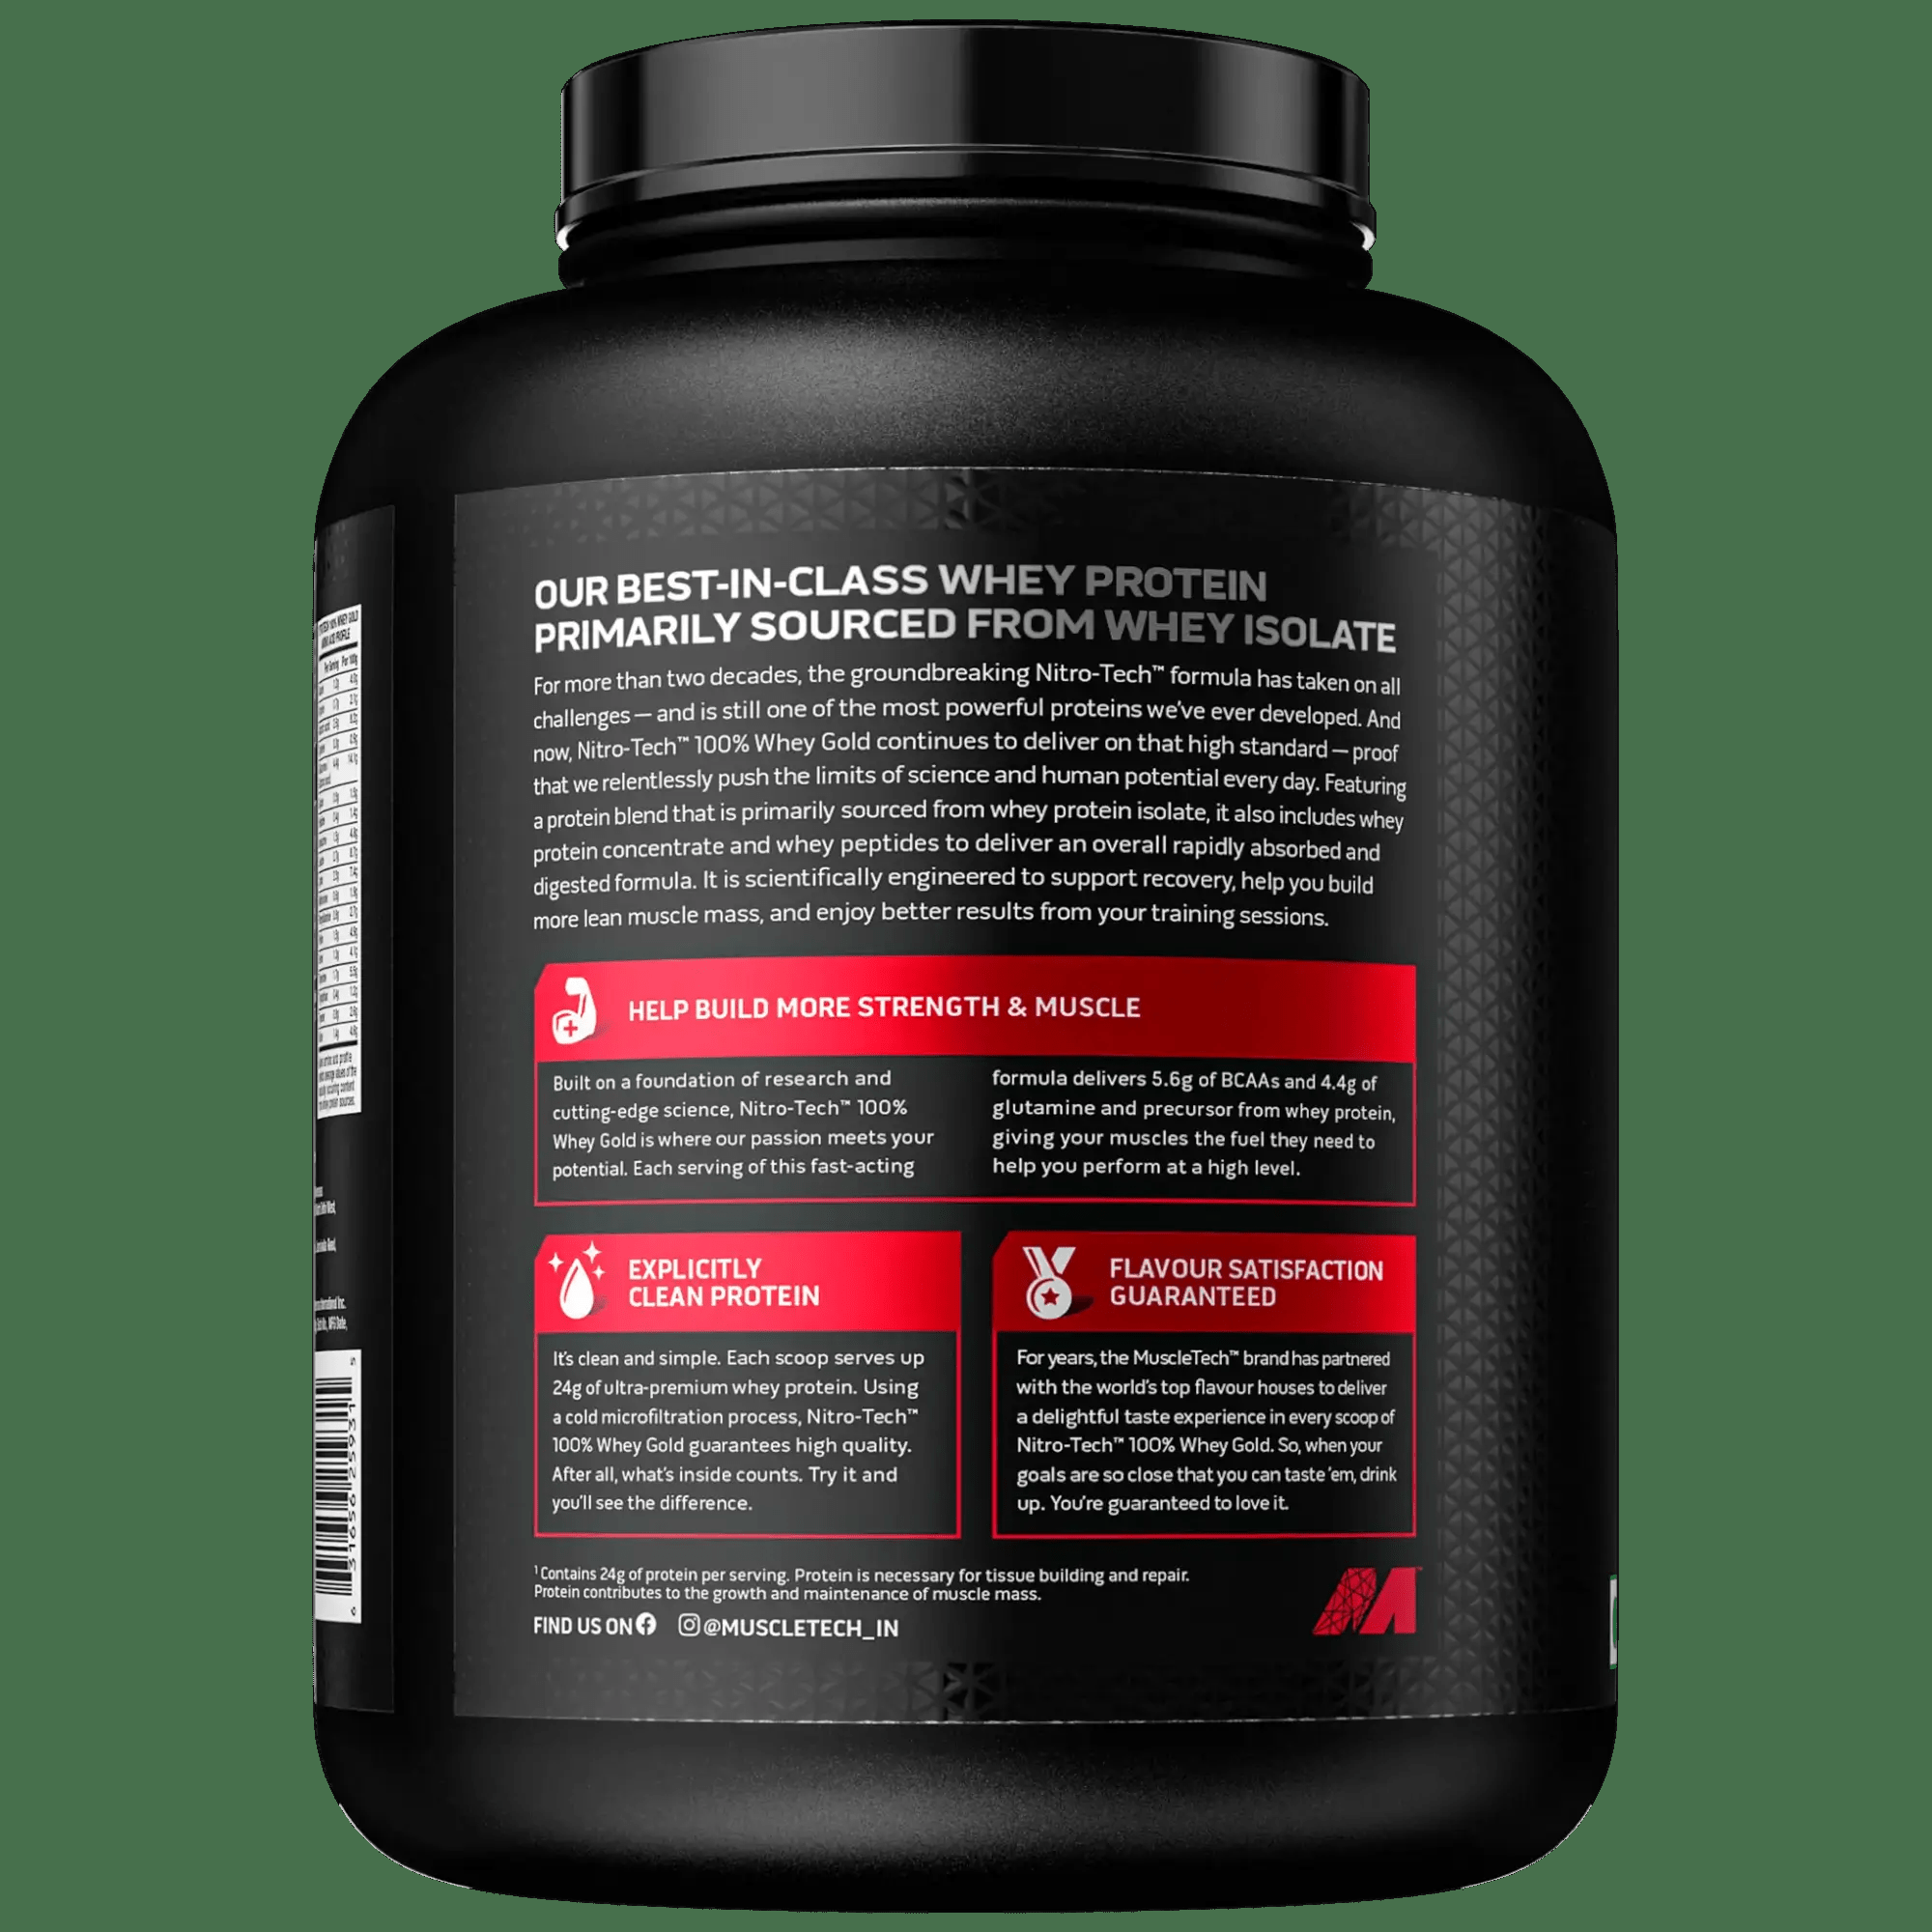 OUR BEST-IN-CLASS WHEY PROTEIN
PRIMARILY SOURCED FROM WHEY ISOLATE
For more than two decades, the groundbreaking Nitro-Tech™ formula has taken on all
challenges — and is still one of the most powerful proteins we've ever developed. And
now, Nitro-Tech™ 100% Whey Gold continues to deliver on that high standard — proof
that we relentlessly push the limits of science and human potential every day. Featuring
a protein blend that is primarily sourced from whey protein isolate, it also includes whey
protein concentrate and whey peptides to deliver an overall rapidly absorbed and
digested formula. It is scientifically engineered to support recovery, help you build
more lean muscle mass, and enjoy better results from your training sessions.
HELP BUILD MORE STRENGTH & MUSCLE
Built on a foundation of research and
cutting-edge science, Nitro-Tech™ 100%
Whey Gold is where our passion meets your
potential. Each serving of this fast-acting
formula delivers 5.6g of BCAAs and 4.4g of
glutamine and precursor from whey protein,
giving your muscles the fuel they need to
help you perform at a high level.
EXPLICITLY
CLEAN PROTEIN
It's clean and simple. Each scoop serves up
24g of ultra-premium whey protein. Using
a cold microfiltration process, Nitro-Tech™
100% Whey Gold guarantees high quality.
After all, what's inside counts. Try it and
you'll see the difference.
FLAVOUR SATISFACTION
GUARANTEED
For years, the MuscleTech™ brand has partnered
with the world's top flavour houses to deliver
a delightful taste experience in every scoop of
Nitro-Tech™ 100% Whey Gold. So, when your
goals are so close that you can taste 'em, drink
up. You're guaranteed to love it.
¹Contains 24g of protein per serving. Protein is necessary for tissue building and repair.
Protein contributes to the growth and maintenance of muscle mass.
FIND US ON @MUSCLETECH_IN
6 31656 25931 5